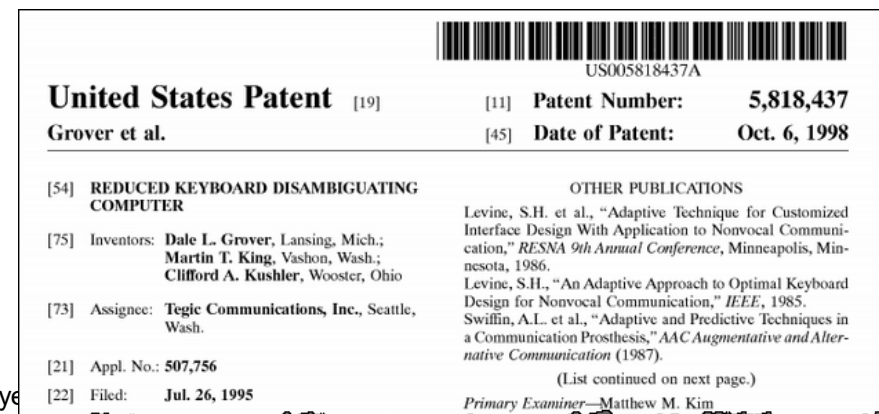 US005818437A
United States Patent [19]
Grover et al.
[11] Patent Number: 5,818,437
[45] Date of Patent: Oct. 6, 1998
[54] REDUCED KEYBOARD DISAMBIGUATING
COMPUTER
[75] Inventors: Dale L. Grover, Lansing, Mich.;
Martin T. King, Vashon, Wash.;
Clifford A. Kushler, Wooster, Ohio
[73] Assignee: Tegic Communications, Inc., Seattle,
Wash.
[21] Appl. No.: 507,756
[22] Filed: Jul. 26, 1995
OTHER PUBLICATIONS
Levine, S.H. et al., “Adaptive Technique for Customized
Interface Design With Application to Nonvocal Communi-
cation,” RESNA 9th Annual Conference, Minneapolis, Min-
nesota, 1986.
Levine, S.H., “An Adaptive Approach to Optimal Keyboard
Design for Nonvocal Communication,” IEEE, 1985.
Swiffin, A.L. et al., “Adaptive and Predictive Techniques in
a Communication Prosthesis,” AAC Augmentative and Alter-
native Communication (1987).
(List continued on next page.)
Primary Examiner—Matthew M. Kim